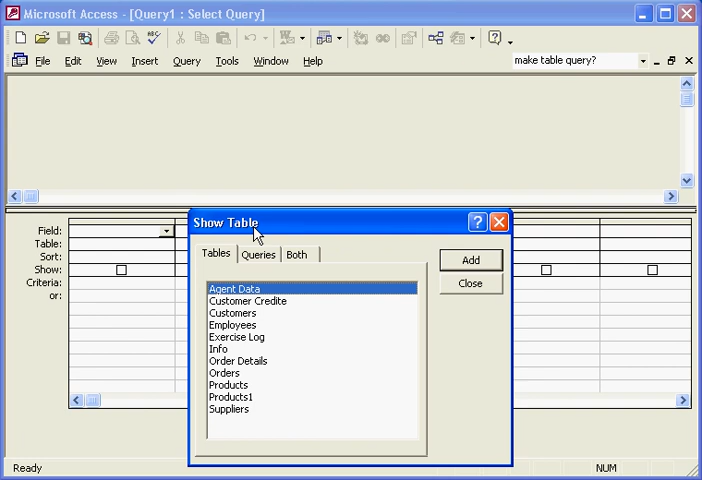 Microsoft Access - [Query1 : Select Query]
File Edit View Insert Query Tools Window Help make table query?
Show Table
Field:
Table:
Sort:
Show:
Criteria:
or:
Tables Queries Both
Add
Close
Agent Data
Customer Credite
Customers
Employees
Exercise Log
Info
Order Details
Orders
Products
Products1
Suppliers
Ready NUM